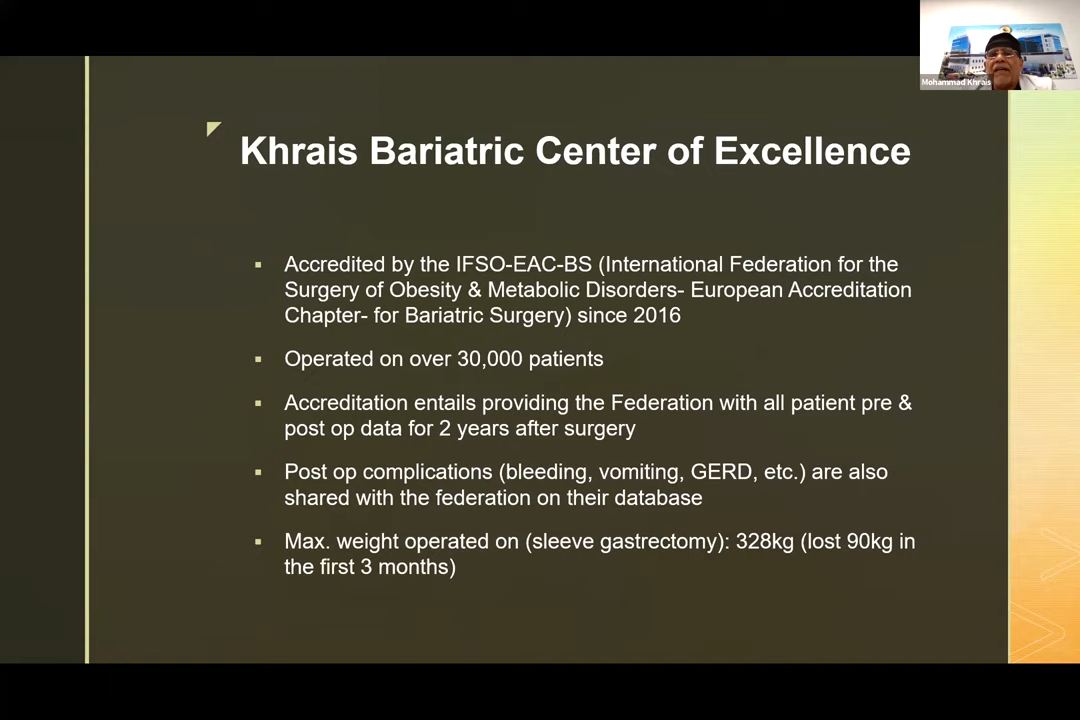 Mohammad Khrais
Khrais Bariatric Center of Excellence
▪ Accredited by the IFSO-EAC-BS (International Federation for the
Surgery of Obesity & Metabolic Disorders- European Accreditation
Chapter- for Bariatric Surgery) since 2016
▪ Operated on over 30,000 patients
▪ Accreditation entails providing the Federation with all patient pre &
post op data for 2 years after surgery
▪ Post op complications (bleeding, vomiting, GERD, etc.) are also
shared with the federation on their database
▪ Max. weight operated on (sleeve gastrectomy): 328kg (lost 90kg in
the first 3 months)